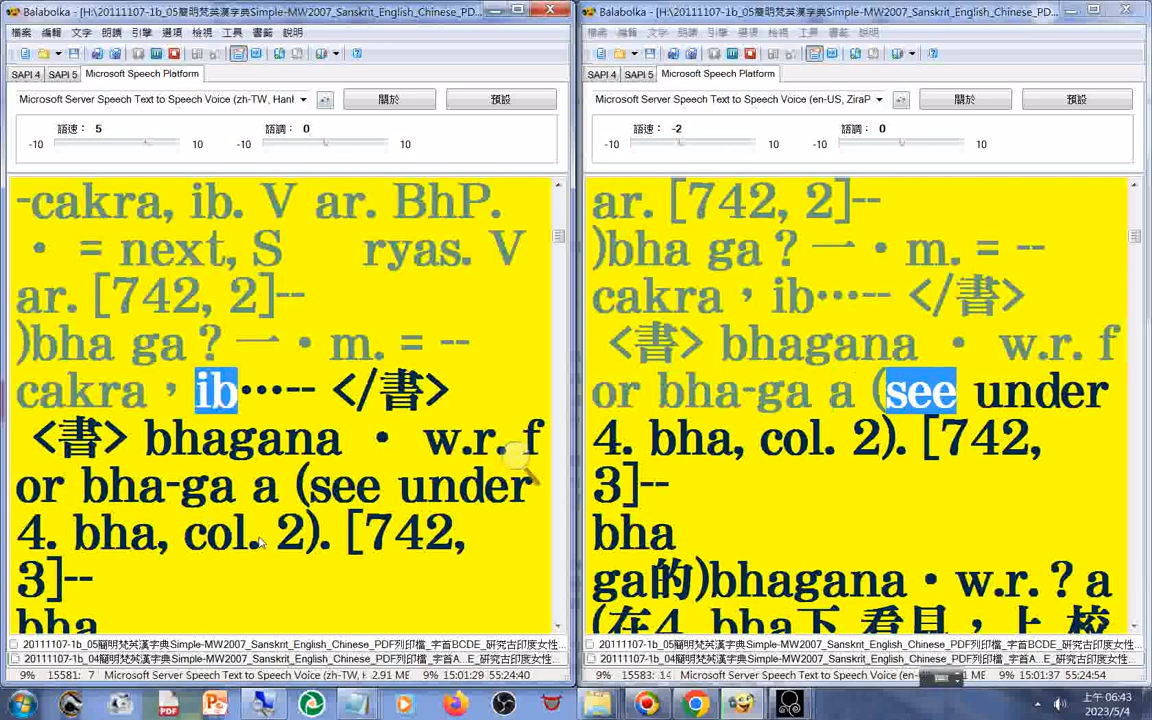 Balabolka - [H:\20111107-1b_05簡明梵英漢字典Simple-MW2007_Sanskrit_English_Chinese_PD...
檔案 編輯 文字 朗讀 引擎 選項 檢視 工具 書籤 說明
SAPI 4 SAPI 5 Microsoft Speech Platform
Microsoft Server Speech Text to Speech Voice (zh-TW, Hanl
關於 預設
語速： 5 語調： 0
-10 10 -10 10
-cakra, ib. V ar. BhP.
• = next, S ryas. V
ar. [742, 2]--
)bha ga？一・m. = --
cakra，ib…-- </書>
<書> bhagana • w.r. f
or bha-ga a (see under
4. bha, col. 2). [742,
3]--
bha
20111107-1b_05簡明梵英漢字典Simple-MW2007_Sanskrit_English_Chinese_PDF列印檔_字首BCDE_研究古印度女性...
20111107-1b_04簡明梵英漢字典Simple-MW2007_Sanskrit_English_Chinese_PDF列印檔_字首A...E_研究古印度女性...
9% 15581: 7 Microsoft Server Speech Text to Speech Voice (zh-TW, H 2.91 ME 9% 15:01:29 55:24:40
Balabolka - [H:\20111107-1b_05簡明梵英漢字典Simple-MW2007_Sanskrit_English_Chinese_PD...
檔案 編輯 文字 朗讀 引擎 選項 檢視 工具 書籤 說明
SAPI 4 SAPI 5 Microsoft Speech Platform
Microsoft Server Speech Text to Speech Voice (en-US, ZiraP
關於 預設
語速： -2 語調： 0
-10 10 -10 10
ar. [742, 2]--
)bha ga？一・m. = --
cakra，ib…-- </書>
<書> bhagana • w.r. f
or bha-ga a (see under
4. bha, col. 2). [742,
3]--
bha
ga的)bhagana・w.r.？a
(在4. bha下 看見，上 校
20111107-1b_05簡明梵英漢字典Simple-MW2007_Sanskrit_English_Chinese_PDF列印檔_字首BCDE_研究古印度女性...
20111107-1b_04簡明梵英漢字典Simple-MW2007_Sanskrit_English_Chinese_PDF列印檔_字首A...E_研究古印度女性...
9% 15583: 14 Microsoft Server Speech Text to Speech Voice 9% 15:01:37 55:24:54
PDF
上午 06:43
2023/5/4